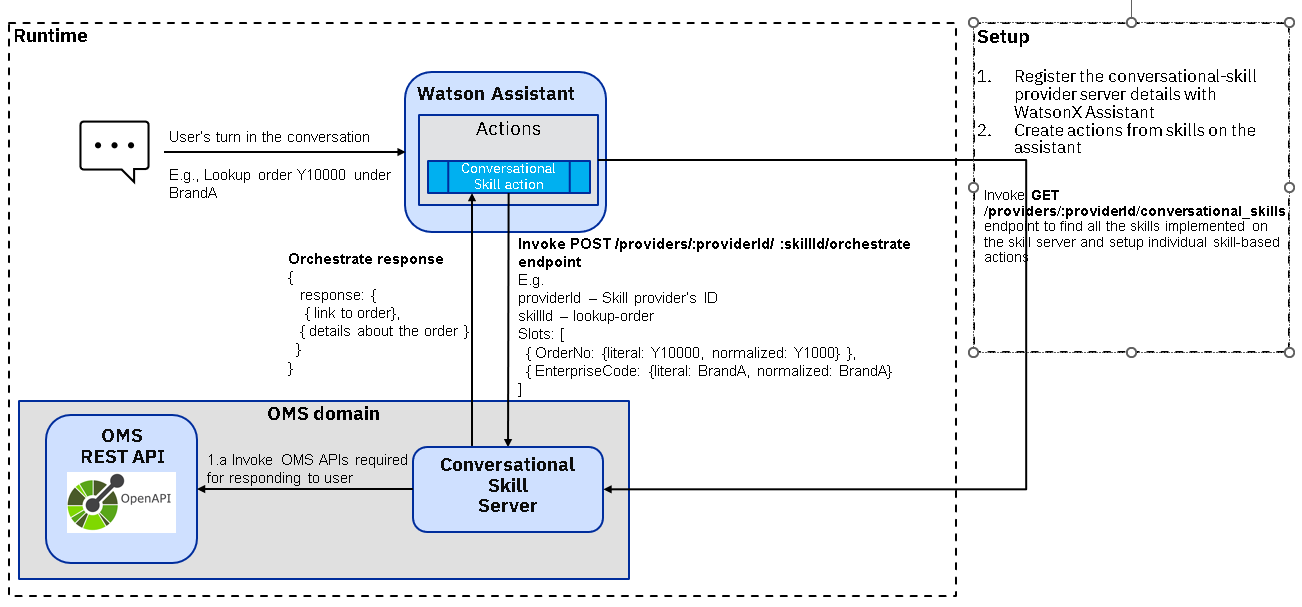 Runtime
Watson Assistant
Actions
Conversational
Skill action
User's turn in the conversation
E.g., Lookup order Y10000 under
BrandA
Orchestrate response
{
response: {
{ link to order},
{ details about the order }
}
}
Invoke POST /providers/:providerId/ :skillId/orchestrate
endpoint
E.g.
providerId – Skill provider's ID
skillId – lookup-order
Slots: [
{ OrderNo: {literal: Y10000, normalized: Y1000} },
{ EnterpriseCode: {literal: BrandA, normalized: BrandA}
]
OMS domain
OMS
REST API
OpenAPI
1.a Invoke OMS APIs required
for responding to user
Conversational
Skill
Server
Setup
1. Register the conversational-skill
provider server details with
WatsonX Assistant
2. Create actions from skills on the
assistant
Invoke GET
/providers/:providerId/conversational_skills
endpoint to find all the skills implemented on
the skill server and setup individual skill-based
actions